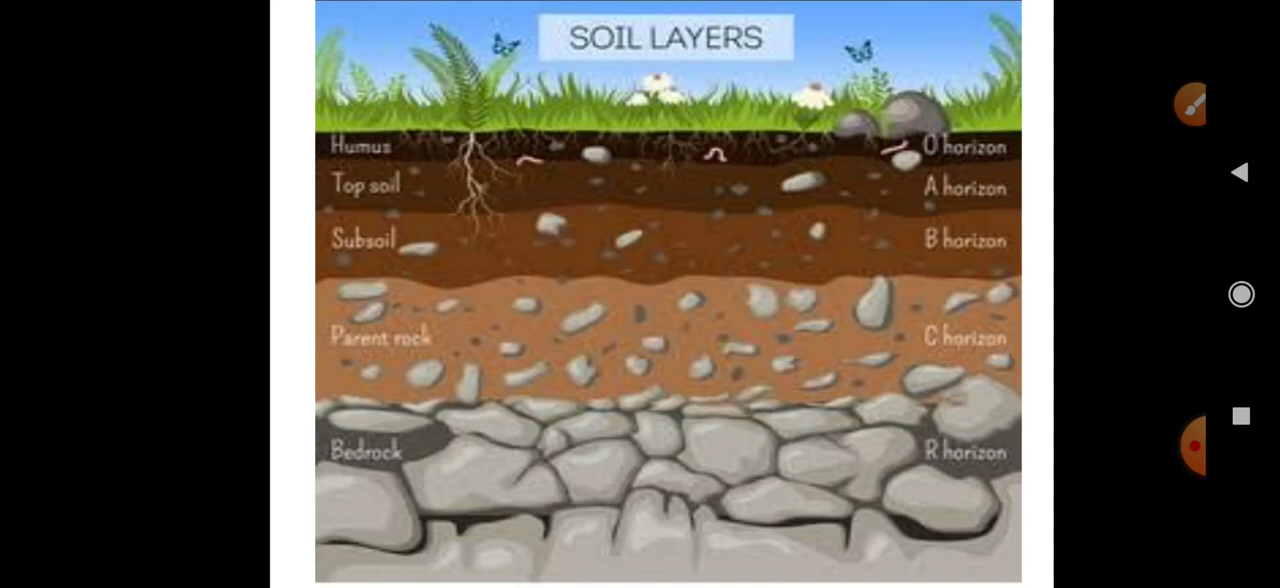 SOIL LAYERS
Humus O horizon
Top soil A horizon
Subsoil B horizon
Parent rock C horizon
Bedrock R horizon